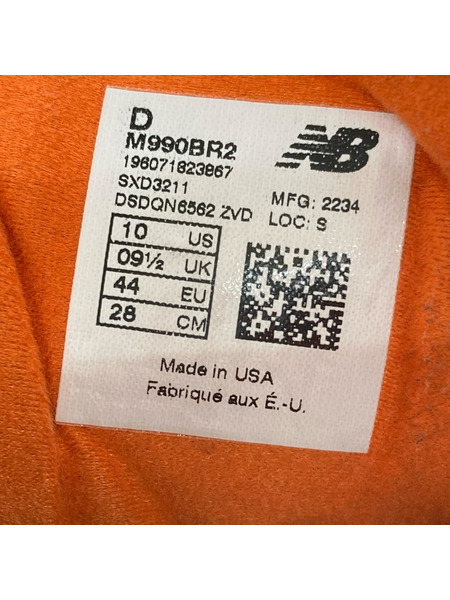 D
M990BR2
196071823867
SXD3211
DSDQN6562 ZVD
NB
MFG: 2234
LOC: S
10 US
09½ UK
44 EU
28 CM
Made in USA
Fabriqué aux É.-U.